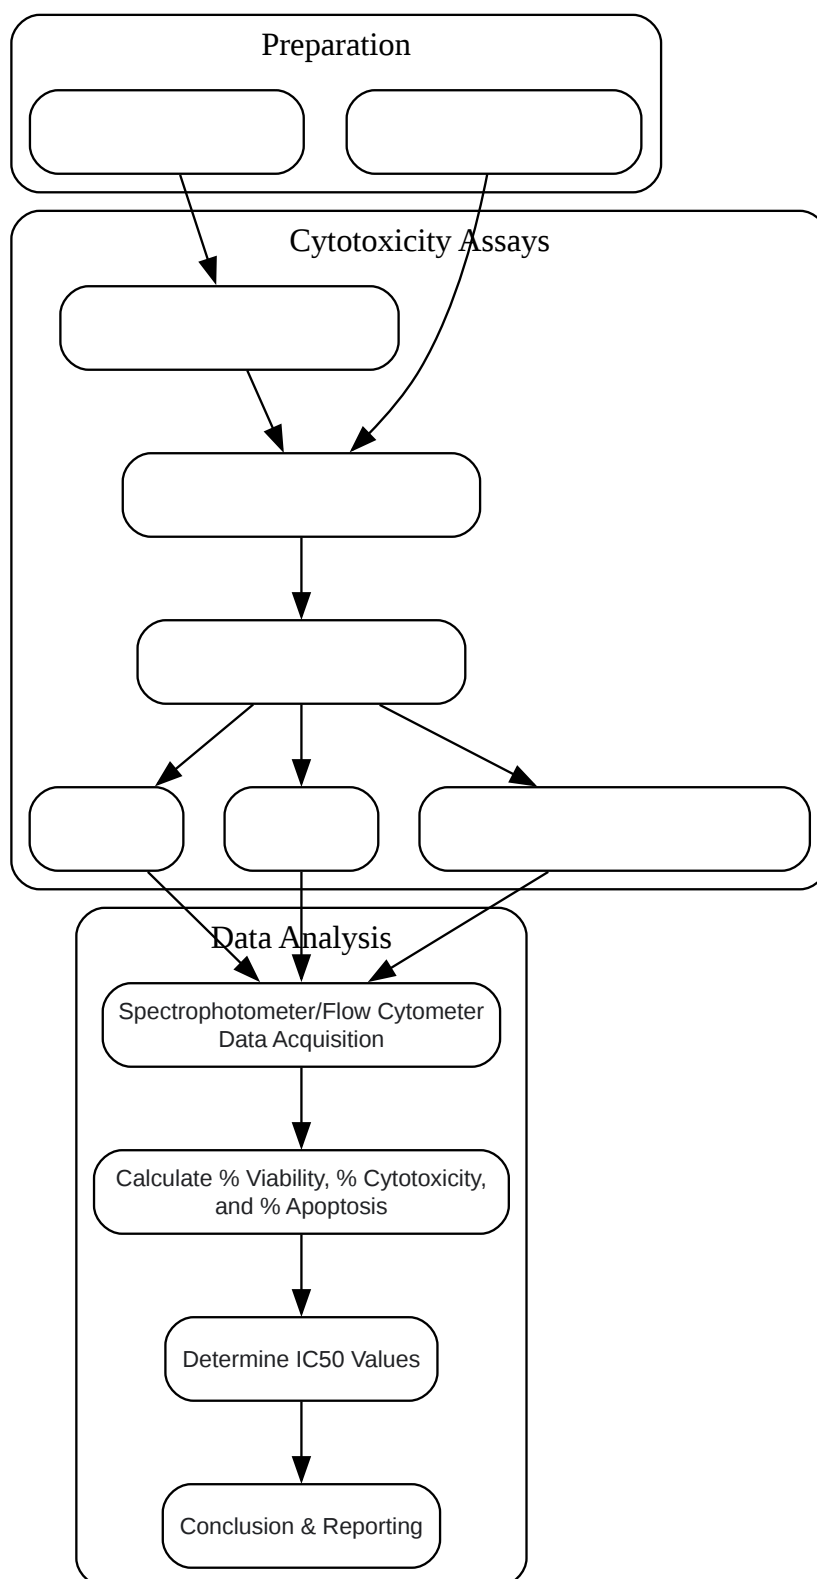 Preparation
Cytotoxicity Assays
Data Analysis
Spectrophotometer/Flow Cytometer
Data Acquisition
Calculate % Viability, % Cytotoxicity,
and % Apoptosis
Determine IC50 Values
Conclusion & Reporting